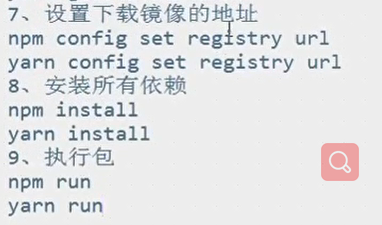 7、设置下载镜像的地址
npm config set registry url
yarn config set registry url
8、安装所有依赖
npm install
yarn install
9、执行包
npm run
yarn run